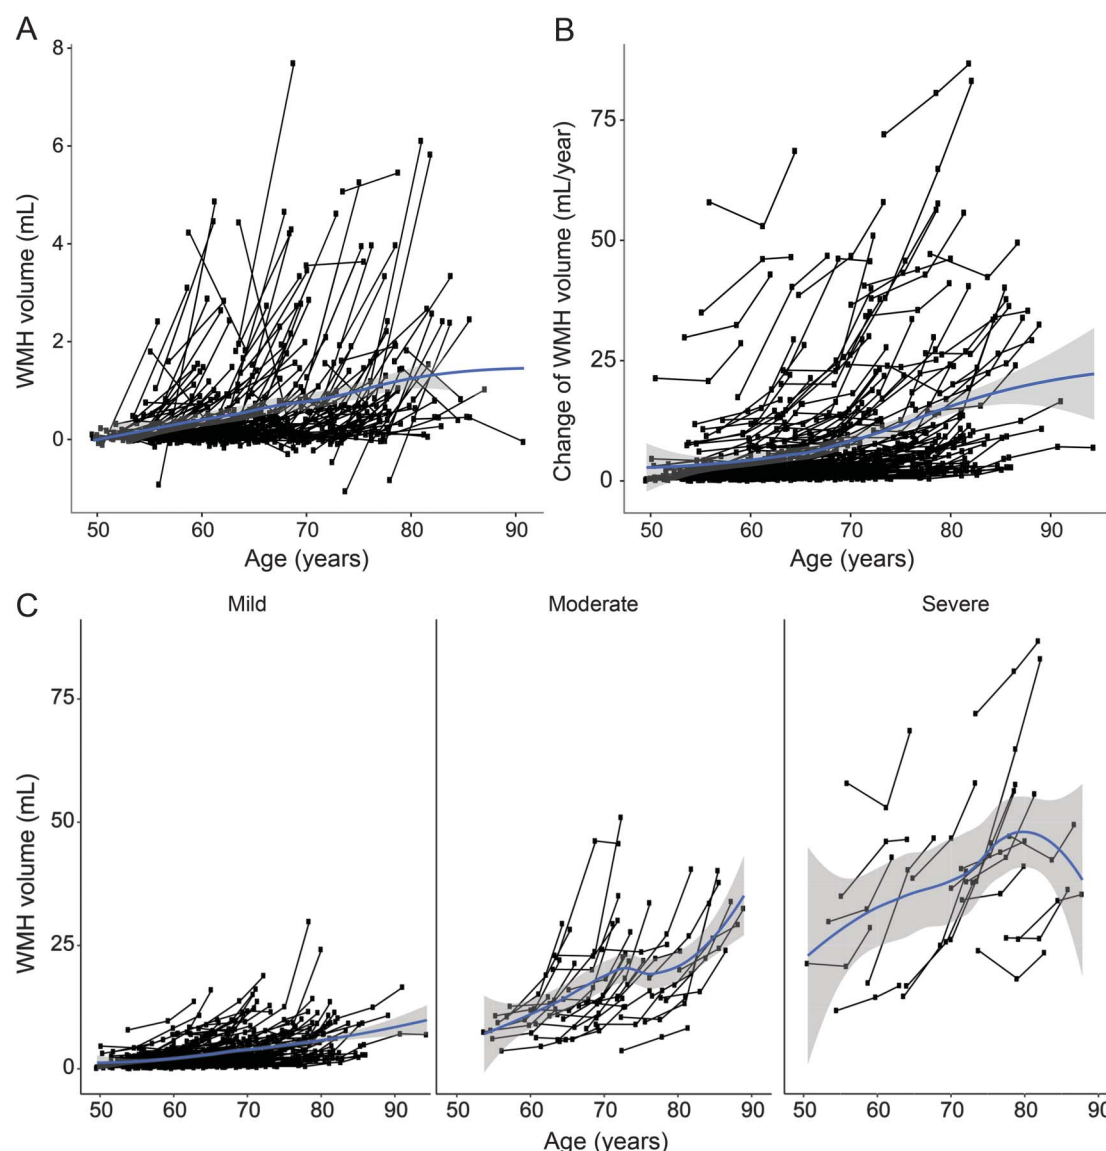 A
8
6
4
2
0
WMH volume (mL)
50 60 70 80 90
Age (years)
B
75
50
25
0
Change of WMH volume (mL/year)
50 60 70 80 90
Age (years)
C
Mild Moderate Severe
75
50
25
0
WMH volume (mL)
50 60 70 80 90 50 60 70 80 90 50 60 70 80 90
Age (years)